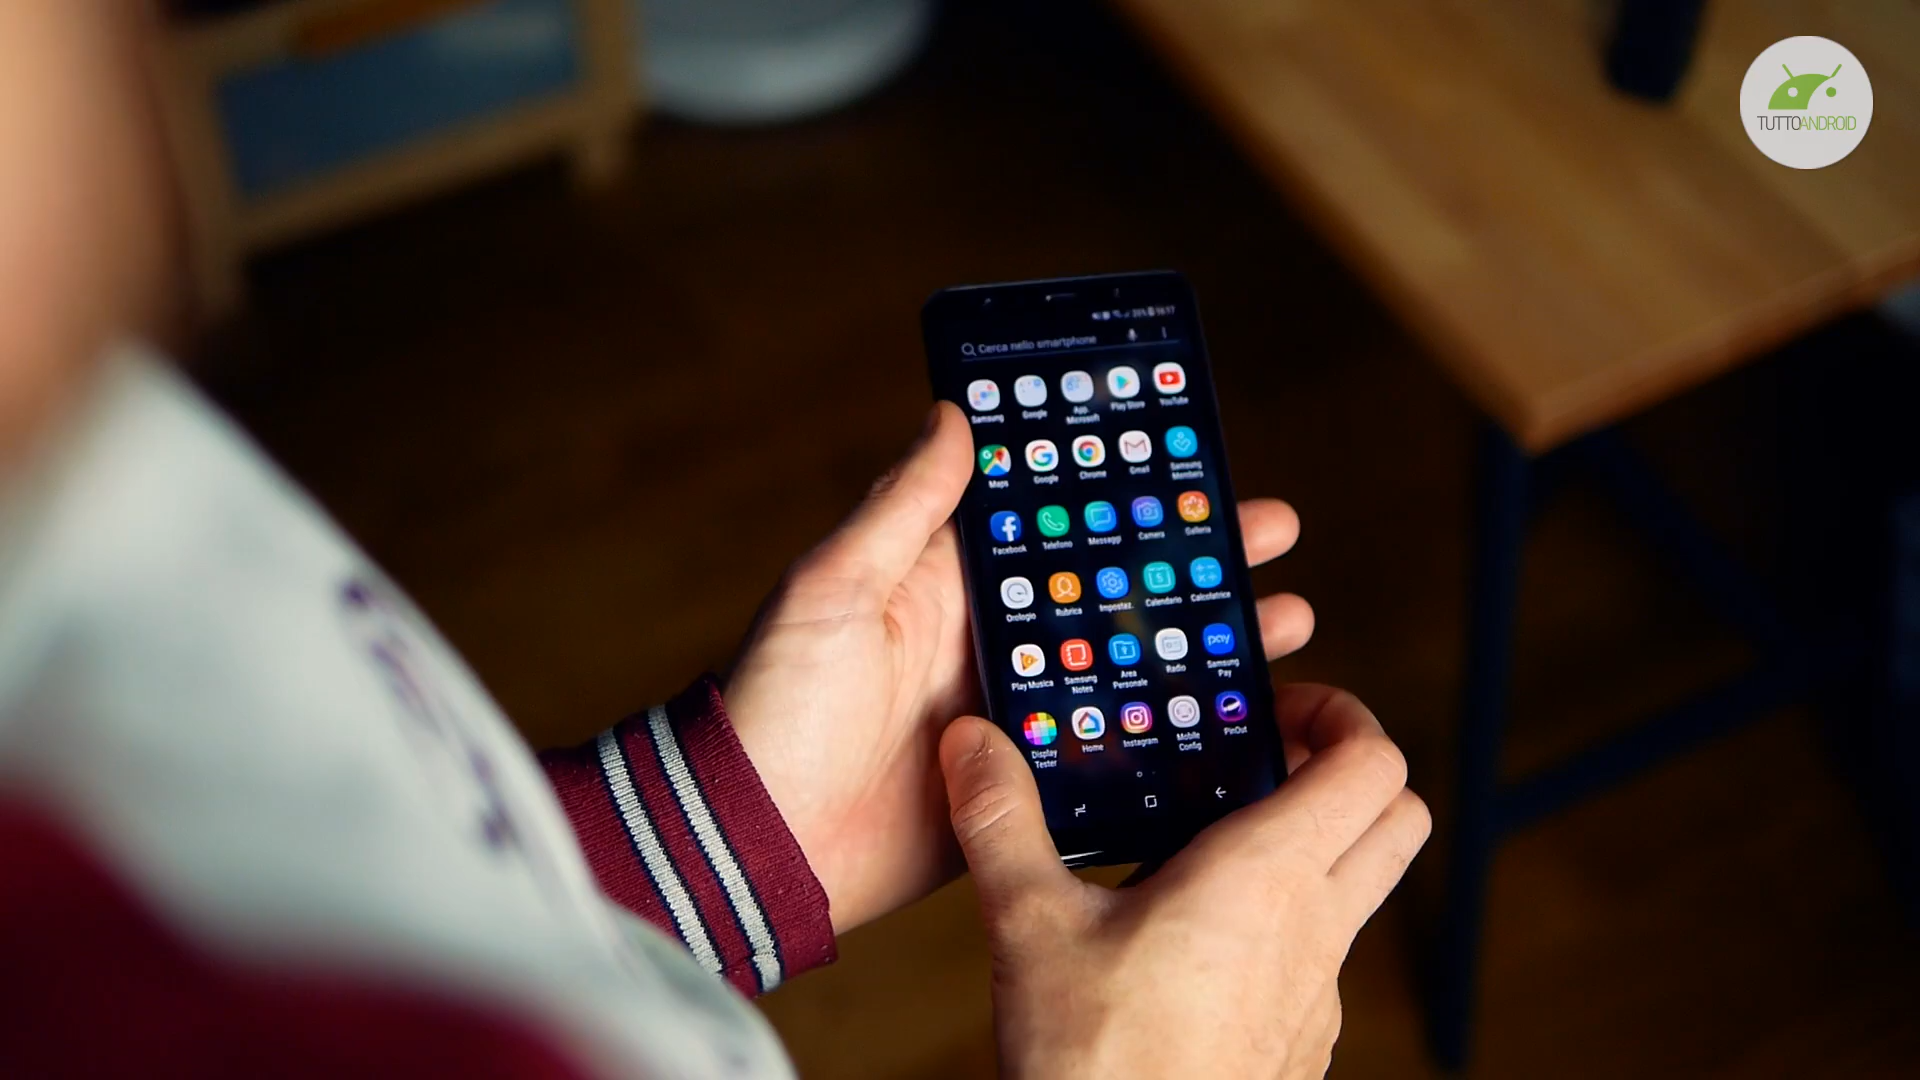 TUTTOANDROID
Cerca nello smartphone
Samsung
Google
App.
Microsoft
Play Store
YouTube
Maps
Google
Chrome
Gmail
Samsung
Members
Facebook
Telefono
Messaggi
Camera
Galleria
Orologio
Rubrica
Impostaz.
Calendario
Calcolatrice
Play Musica
Samsung
Notes
Area
Personale
Radio
pay
Samsung
Pay
Display
Tester
Home
Instagram
Mobile
Config
PinOut